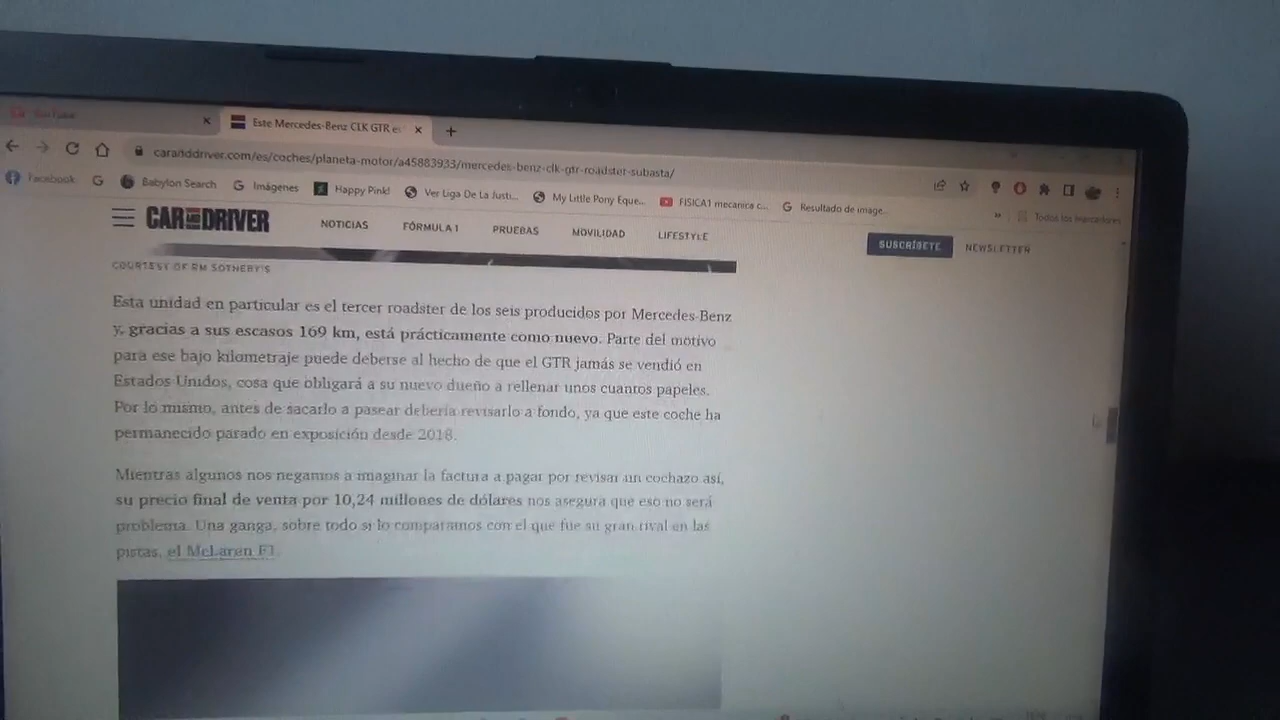 YouTube
Este Mercedes-Benz CLK GTR es
caranddriver.com/es/coches/planeta-motor/a45883933/mercedes-benz-clk-gtr-roadster-subasta/
Facebook
Babylon Search
Imágenes
Happy Pink!
Ver Liga De La Justi...
My Little Pony Eque...
FISICA1 mecanica c...
Resultado de image...
»
Todos los marcadores
CAR AND DRIVER
NOTICIAS
FÓRMULA 1
PRUEBAS
MOVILIDAD
LIFESTYLE
SUSCRÍBETE
NEWSLETTER
COURTESY OF RM SOTHEBY'S
Esta unidad en particular es el tercer roadster de los seis producidos por Mercedes-Benz
y, gracias a sus escasos 169 km, está prácticamente como nuevo. Parte del motivo
para ese bajo kilometraje puede deberse al hecho de que el GTR jamás se vendió en
Estados Unidos, cosa que obligará a su nuevo dueño a rellenar unos cuantos papeles.
Por lo mismo, antes de sacarlo a pasear debería revisarlo a fondo, ya que este coche ha
permanecido parado en exposición desde 2018.
Mientras algunos nos negamos a imaginar la factura a pagar por revisar un cochazo así,
su precio final de venta por 10,24 millones de dólares nos asegura que eso no será
problema. Una ganga, sobre todo si lo comparamos con el que fue su gran rival en las
pistas, el McLaren F1.